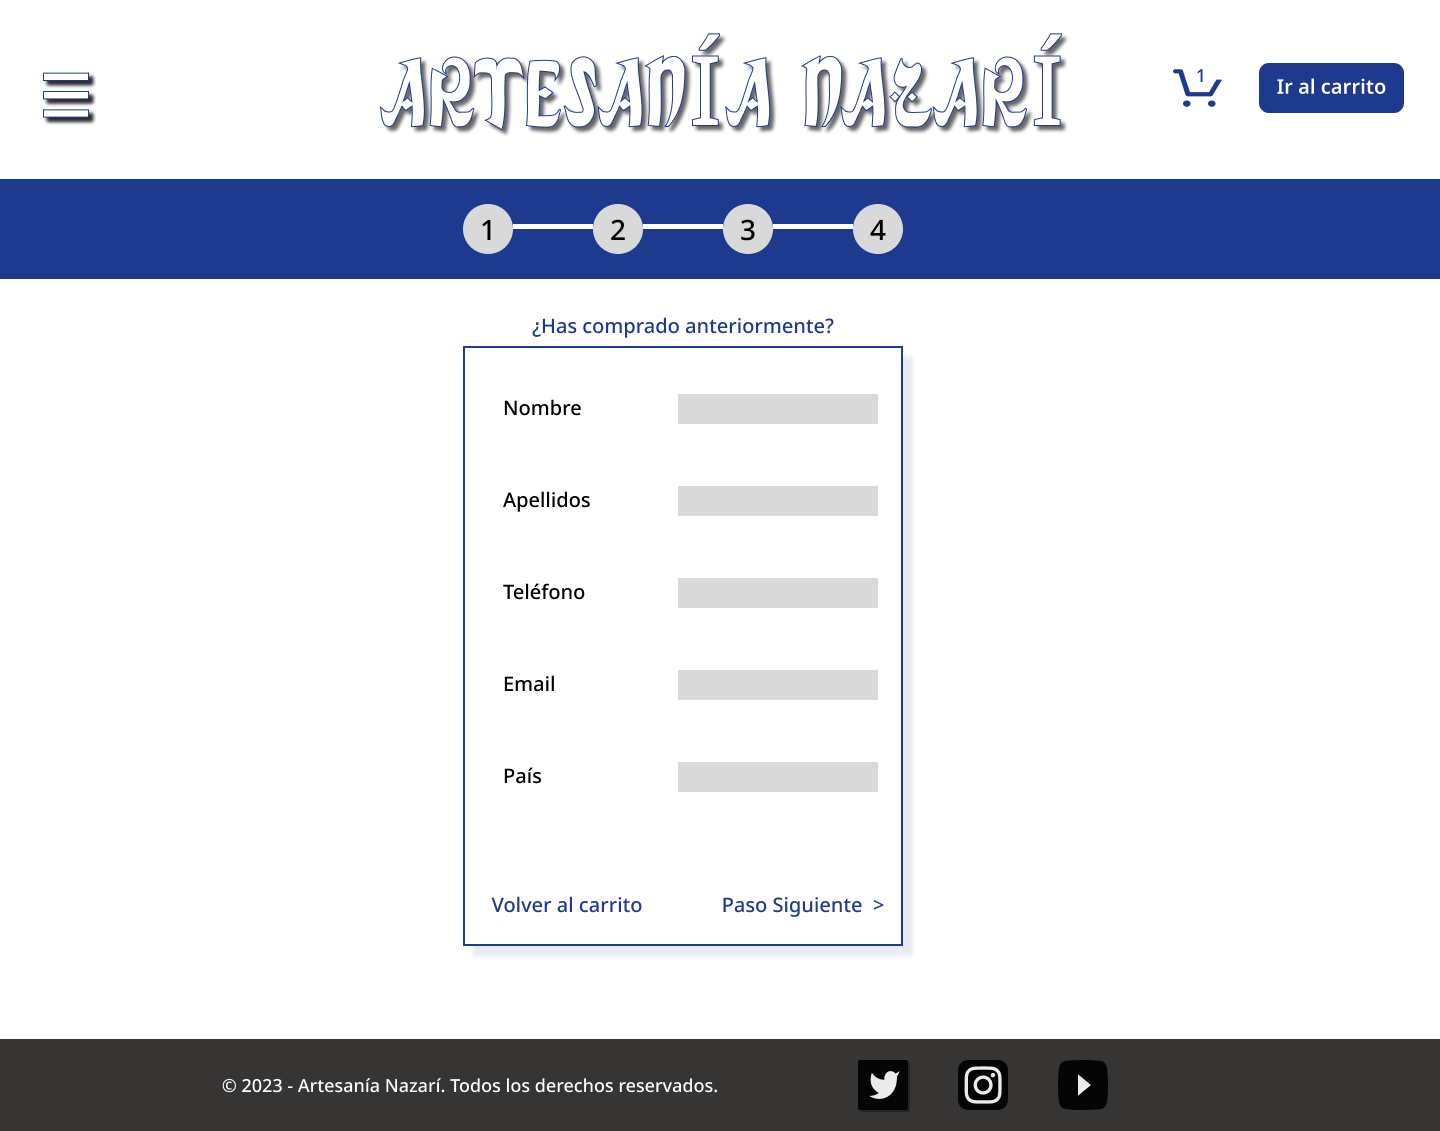 ARTESANÍA NAZARÍ
1
Ir al carrito
1 2 3 4
¿Has comprado anteriormente?
Nombre
Apellidos
Teléfono
Email
País
Volver al carrito
Paso Siguiente >
© 2023 - Artesanía Nazarí. Todos los derechos reservados.